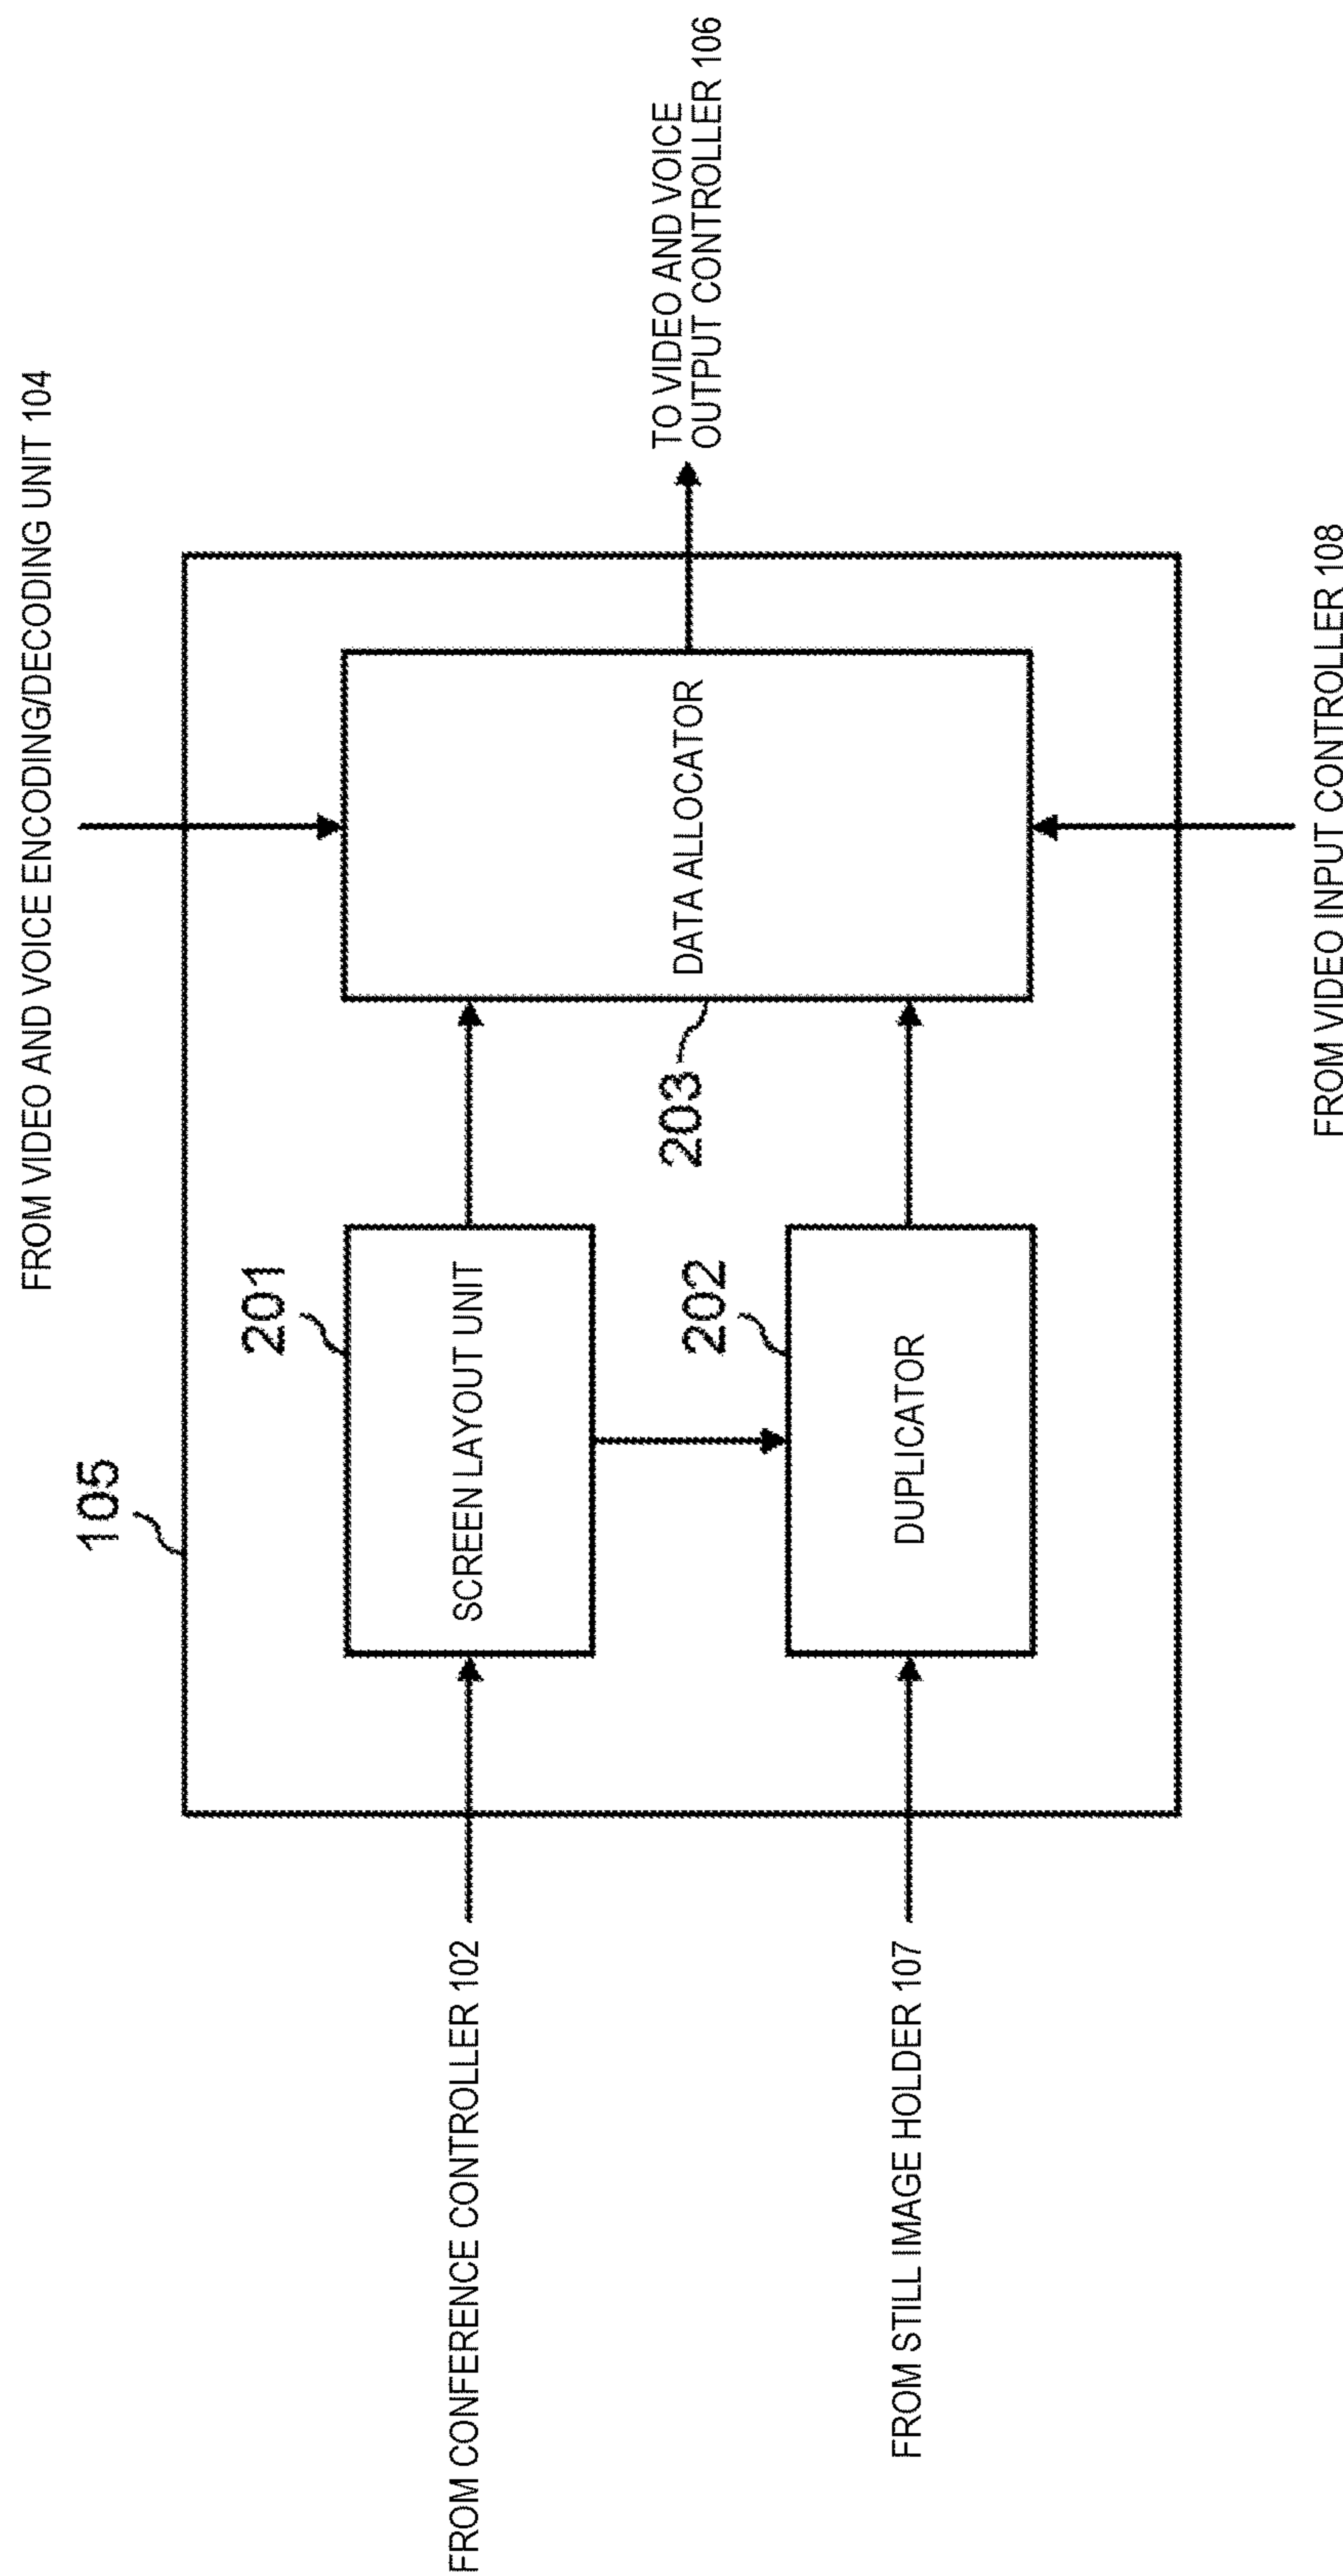 FROM VIDEO AND VOICE ENCODING/DECODING UNIT 104
105
201
SCREEN LAYOUT UNIT
FROM CONFERENCE CONTROLLER 102
TO VIDEO AND VOICE
OUTPUT CONTROLLER 106
DATA ALLOCATOR
203
202
DUPLICATOR
FROM STILL IMAGE HOLDER 107
FROM VIDEO INPUT CONTROLLER 108